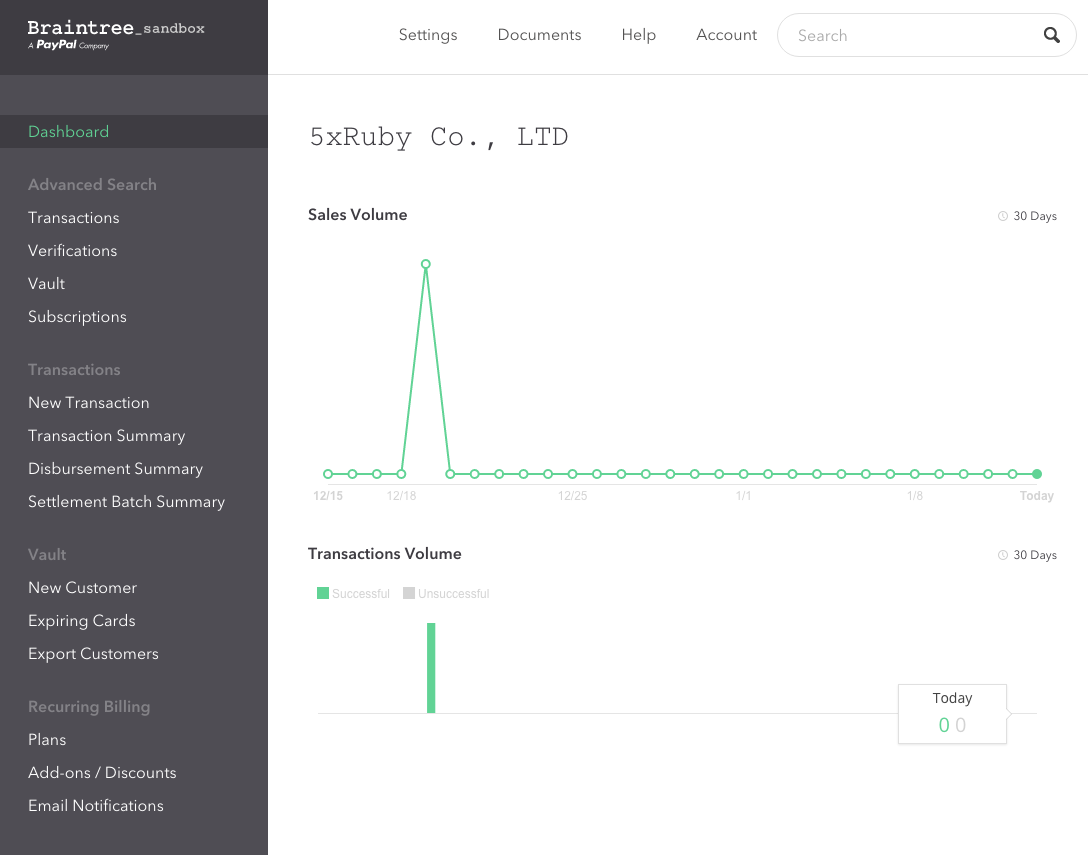 Braintree_sandbox
A PayPal Company
Settings Documents Help Account Search
Dashboard
Advanced Search
Transactions
Verifications
Vault
Subscriptions
Transactions
New Transaction
Transaction Summary
Disbursement Summary
Settlement Batch Summary
Vault
New Customer
Expiring Cards
Export Customers
Recurring Billing
Plans
Add-ons / Discounts
Email Notifications
5xRuby Co., LTD
Sales Volume 30 Days
12/15 12/18 12/25 1/1 1/8 Today
Transactions Volume 30 Days
Successful Unsuccessful
Today
0 0